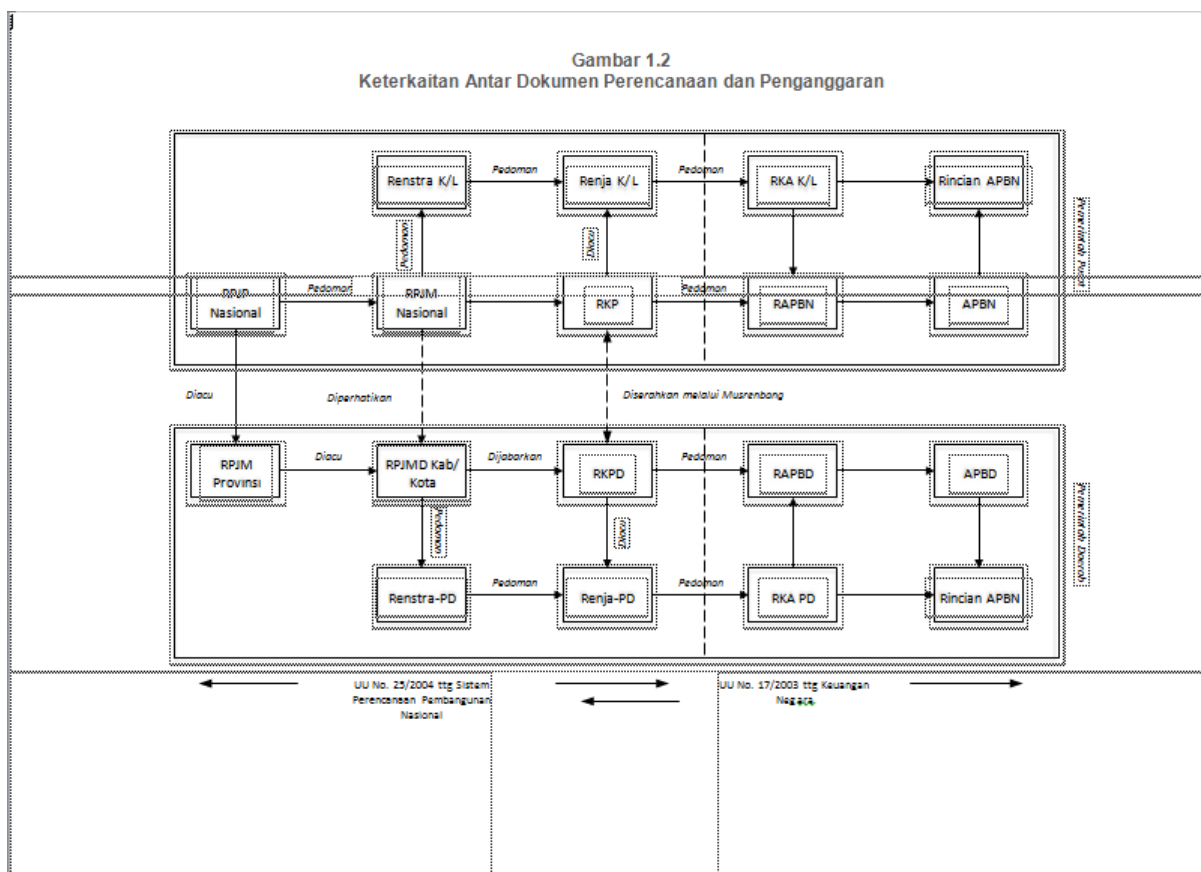 Gambar 1.2
Keterkaitan Antar Dokumen Perencanaan dan Penganggaran
Renstra K/L
Pedoman
Renja K/L
Pedoman
RKA K/L
Rincian APBN
Pemerintah Pusat
Pedoman
Diacu
RPJP
Nasional
Pedoman
RPJM
Nasional
RKP
Pedoman
RAPBN
APBN
Diacu
Diperhatikan
Diserahkan melalui Musrenbang
RPJM
Provinsi
Diacu
RPJMD Kab/
Kota
Dijabarkan
RKPD
Pedoman
RAPBD
APBD
Pemerintah Daerah
Pedoman
Diacu
Renstra-PD
Pedoman
Renja-PD
Pedoman
RKA PD
Rincian APBN
UU No. 25/2004 ttg Sistem
Perencanaan Pembangunan
Nasional
UU No. 17/2003 ttg Keuangan
Negara